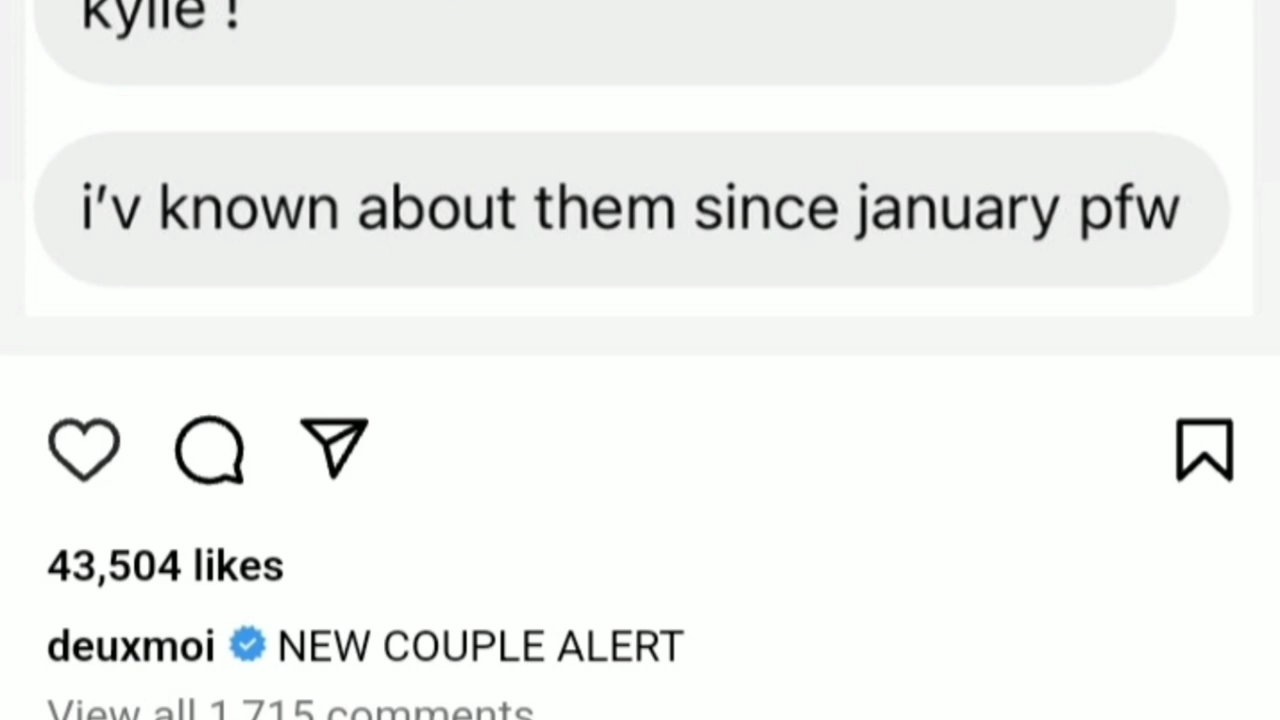 kylie !
i'v known about them since january pfw
43,504 likes
deuxmoi NEW COUPLE ALERT
View all 1,715 comments